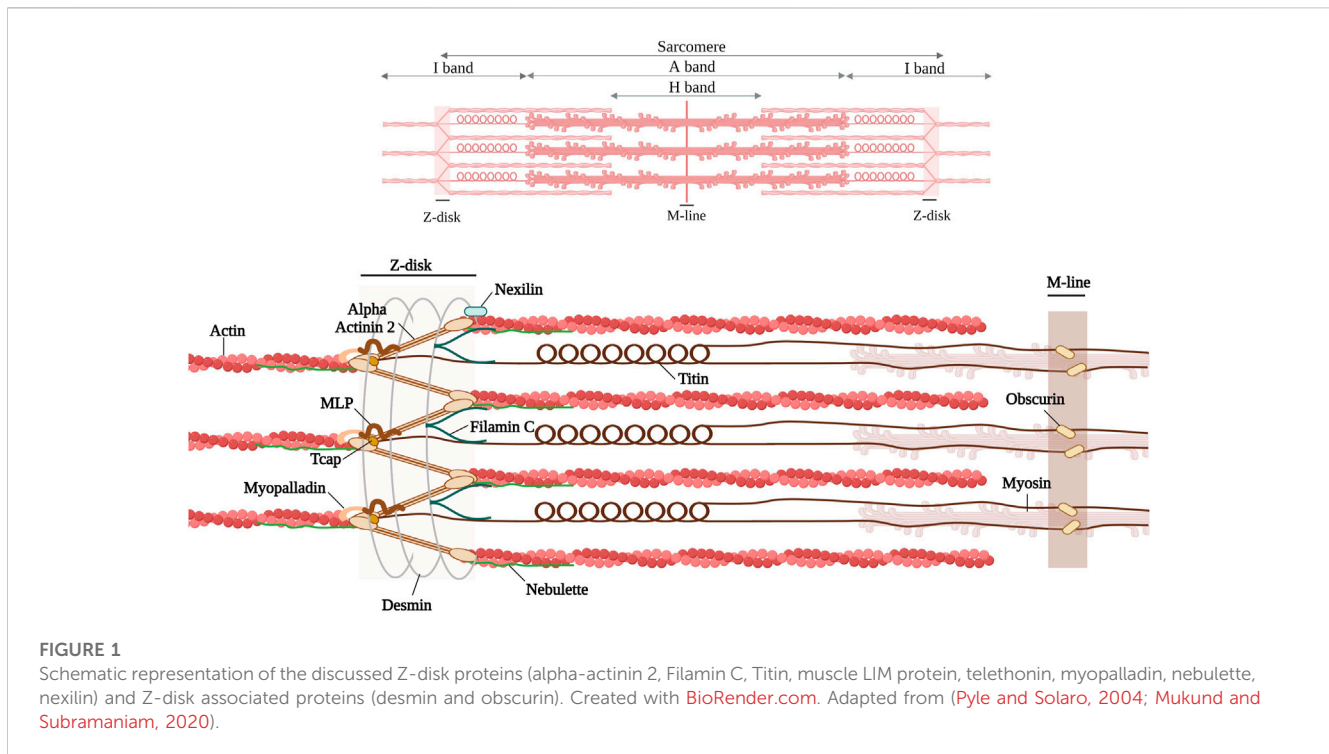 Sarcomere
I band
A band
I band
H band
Z-disk
M-line
Z-disk
Z-disk
Nexilin
M-line
Alpha
Actinin 2
Actin
Titin
MLP
Obscurin
Filamin C
Tcap
Myopalladin
Myosin
Nebulette
Desmin
FIGURE 1
Schematic representation of the discussed Z-disk proteins (alpha-actinin 2, Filamin C, Titin, muscle LIM protein, telethonin, myopalladin, nebulette,
nexilin) and Z-disk associated proteins (desmin and obscurin). Created with BioRender.com. Adapted from (Pyle and Solaro, 2004; Mukund and
Subramaniam, 2020).